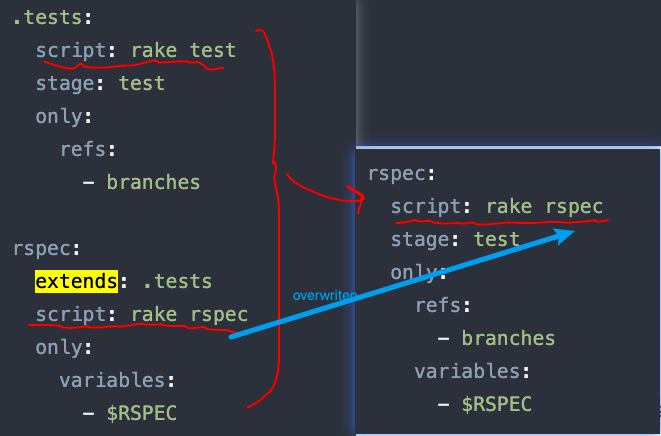 .tests:
script: rake test
stage: test
only:
refs:
- branches
rspec:
extends: .tests
script: rake rspec
only:
variables:
- $RSPEC
rspec:
script: rake rspec
stage: test
only:
refs:
- branches
variables:
- $RSPEC
overwriten